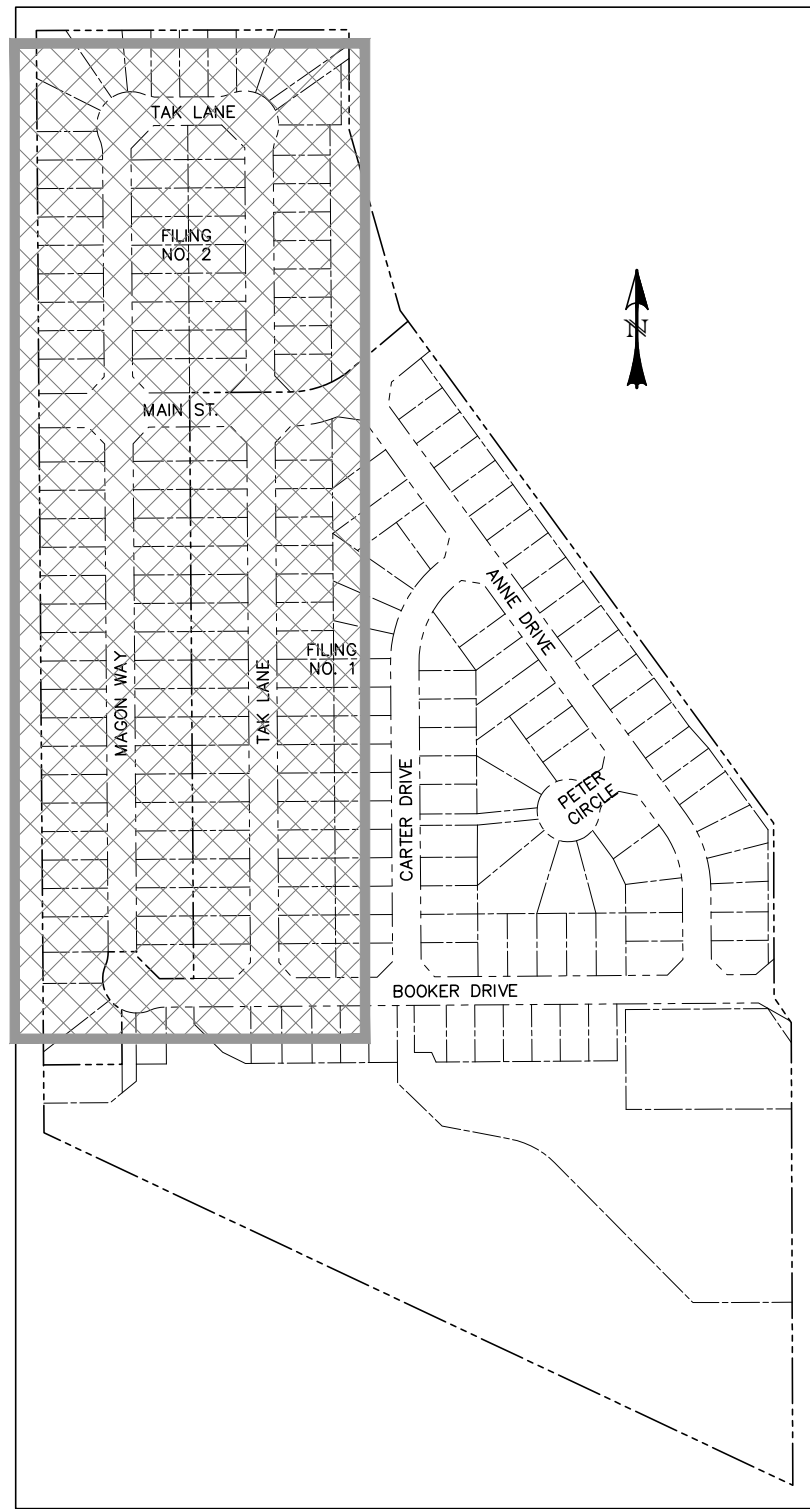 TAK LANE
FILING
NO. 2
N
MAIN ST.
ANNE DRIVE
FILING
NO. 1
MAGON WAY
TAK LANE
CARTER DRIVE
PETER
CIRCLE
BOOKER DRIVE